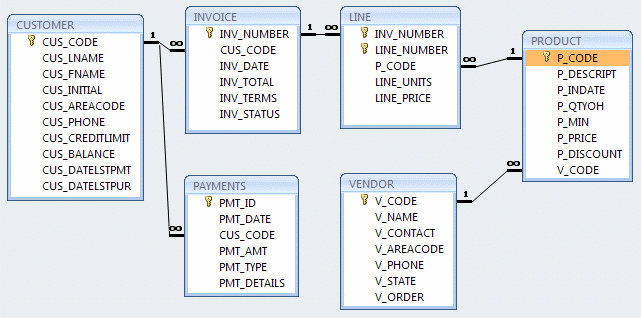 CUSTOMER
CUS_CODE
CUS_LNAME
CUS_FNAME
CUS_INITIAL
CUS_AREACODE
CUS_PHONE
CUS_CREDITLIMIT
CUS_BALANCE
CUS_DATELSTPMT
CUS_DATELSTPUR
1
∞
INVOICE
INV_NUMBER
CUS_CODE
INV_DATE
INV_TOTAL
INV_TERMS
INV_STATUS
1
∞
LINE
INV_NUMBER
LINE_NUMBER
P_CODE
LINE_UNITS
LINE_PRICE
∞
1
PRODUCT
P_CODE
P_DESCRIPT
P_INDATE
P_QTYOH
P_MIN
P_PRICE
P_DISCOUNT
V_CODE
∞
PAYMENTS
PMT_ID
PMT_DATE
CUS_CODE
PMT_AMT
PMT_TYPE
PMT_DETAILS
∞
VENDOR
V_CODE
V_NAME
V_CONTACT
V_AREACODE
V_PHONE
V_STATE
V_ORDER
1